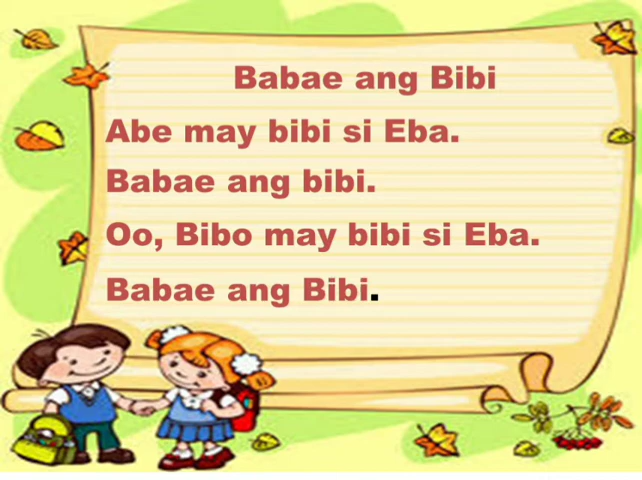 Babae ang Bibi
Abe may bibi si Eba.
Babae ang bibi.
Oo, Bibo may bibi si Eba.
Babae ang Bibi.